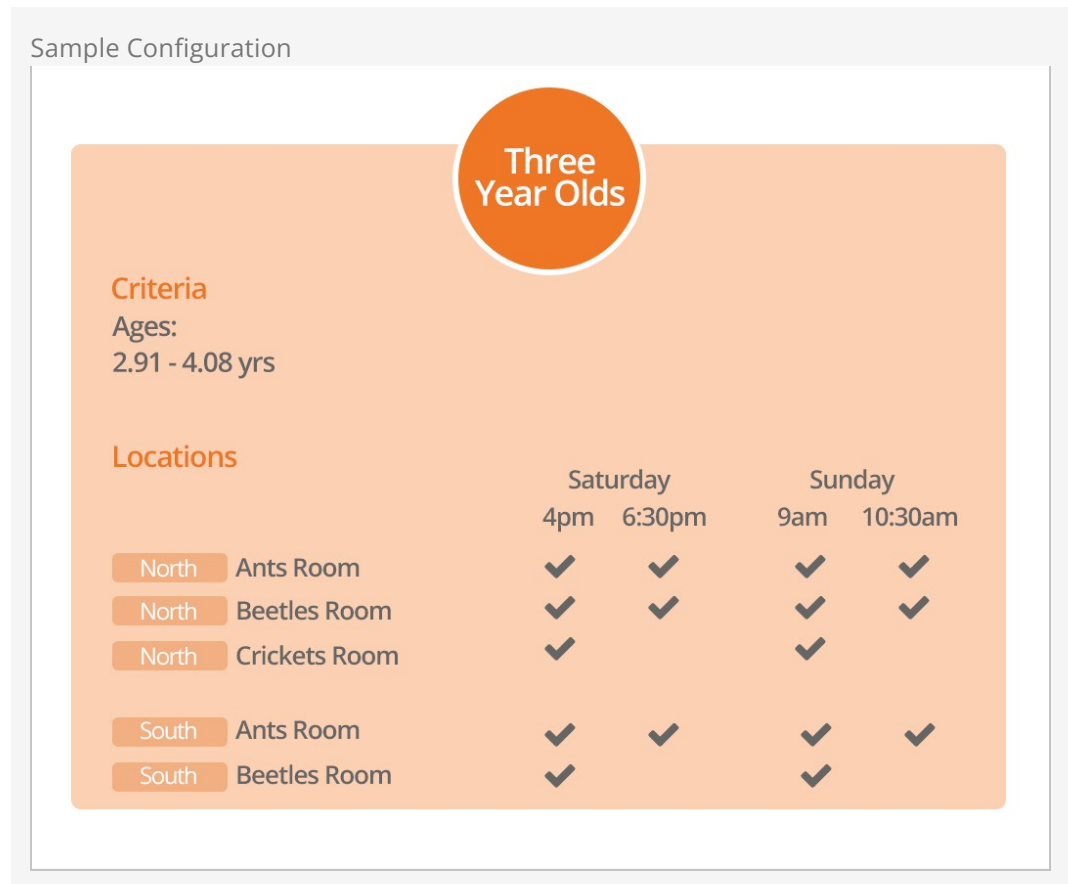 Sample Configuration
Three
Year Olds
Criteria
Ages:
2.91 - 4.08 yrs
Locations
Saturday Sunday
4pm 6:30pm 9am 10:30am
North Ants Room
North Beetles Room
North Crickets Room
South Ants Room
South Beetles Room